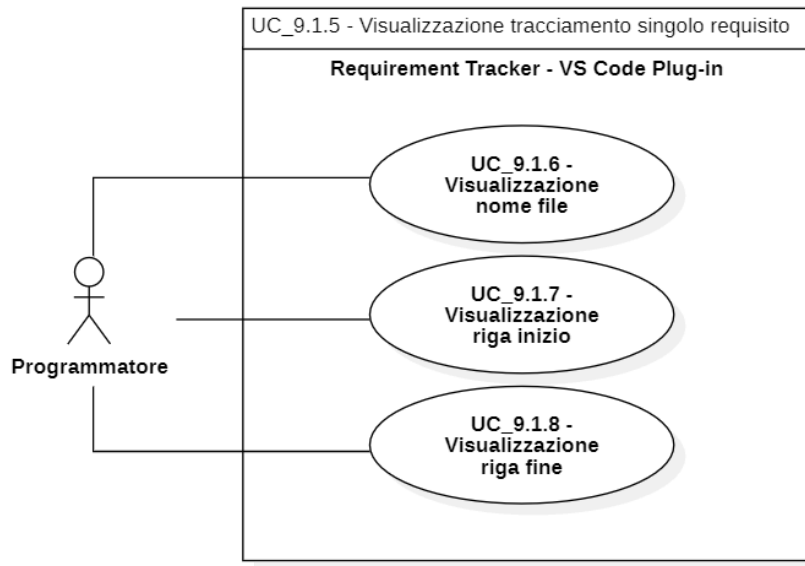 UC_9.1.5 - Visualizzazione tracciamento singolo requisito
Requirement Tracker - VS Code Plug-in
UC_9.1.6 -
Visualizzazione
nome file
UC_9.1.7 -
Visualizzazione
riga inizio
Programmatore
UC_9.1.8 -
Visualizzazione
riga fine